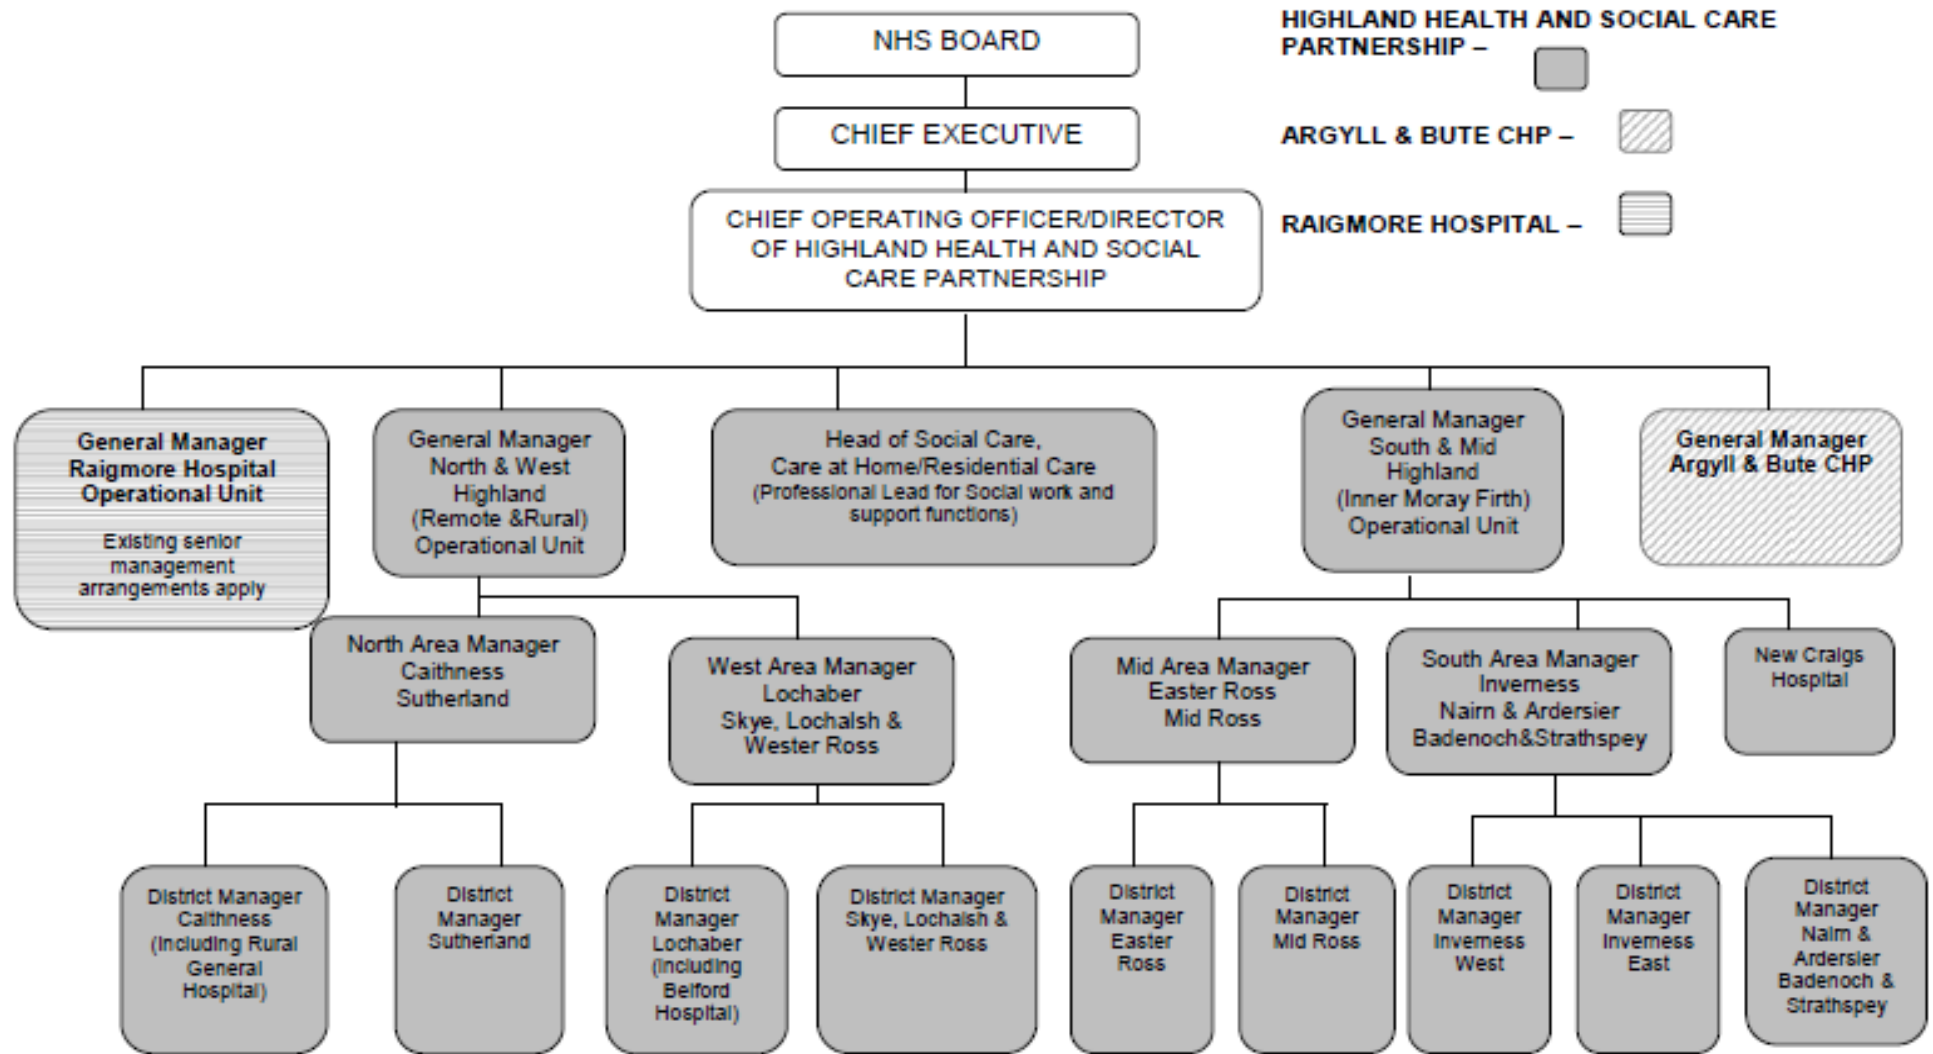 NHS BOARD
CHIEF EXECUTIVE
CHIEF OPERATING OFFICER/DIRECTOR
OF HIGHLAND HEALTH AND SOCIAL
CARE PARTNERSHIP
HIGHLAND HEALTH AND SOCIAL CARE
PARTNERSHIP –
ARGYLL & BUTE CHP –
RAIGMORE HOSPITAL –
General Manager
Raigmore Hospital
Operational Unit
Existing senior
management
arrangements apply
General Manager
North & West
Highland
(Remote &Rural)
Operational Unit
Head of Social Care,
Care at Home/Residential Care
(Professional Lead for Social work and
support functions)
General Manager
South & Mid
Highland
(Inner Moray Firth)
Operational Unit
General Manager
Argyll & Bute CHP
North Area Manager
Caithness
Sutherland
West Area Manager
Lochaber
Skye, Lochalsh &
Wester Ross
Mid Area Manager
Easter Ross
Mid Ross
South Area Manager
Inverness
Nairn & Ardersier
Badenoch&Strathspey
New Craigs
Hospital
District Manager
Caithness
(Including Rural
General
Hospital)
District
Manager
Sutherland
District
Manager
Lochaber
(Including
Belford
Hospital)
District Manager
Skye, Lochalsh &
Wester Ross
District
Manager
Easter
Ross
District
Manager
Mid Ross
District
Manager
Inverness
West
District
Manager
Inverness
East
District
Manager
Nairn &
Ardersier
Badenoch &
Strathspey